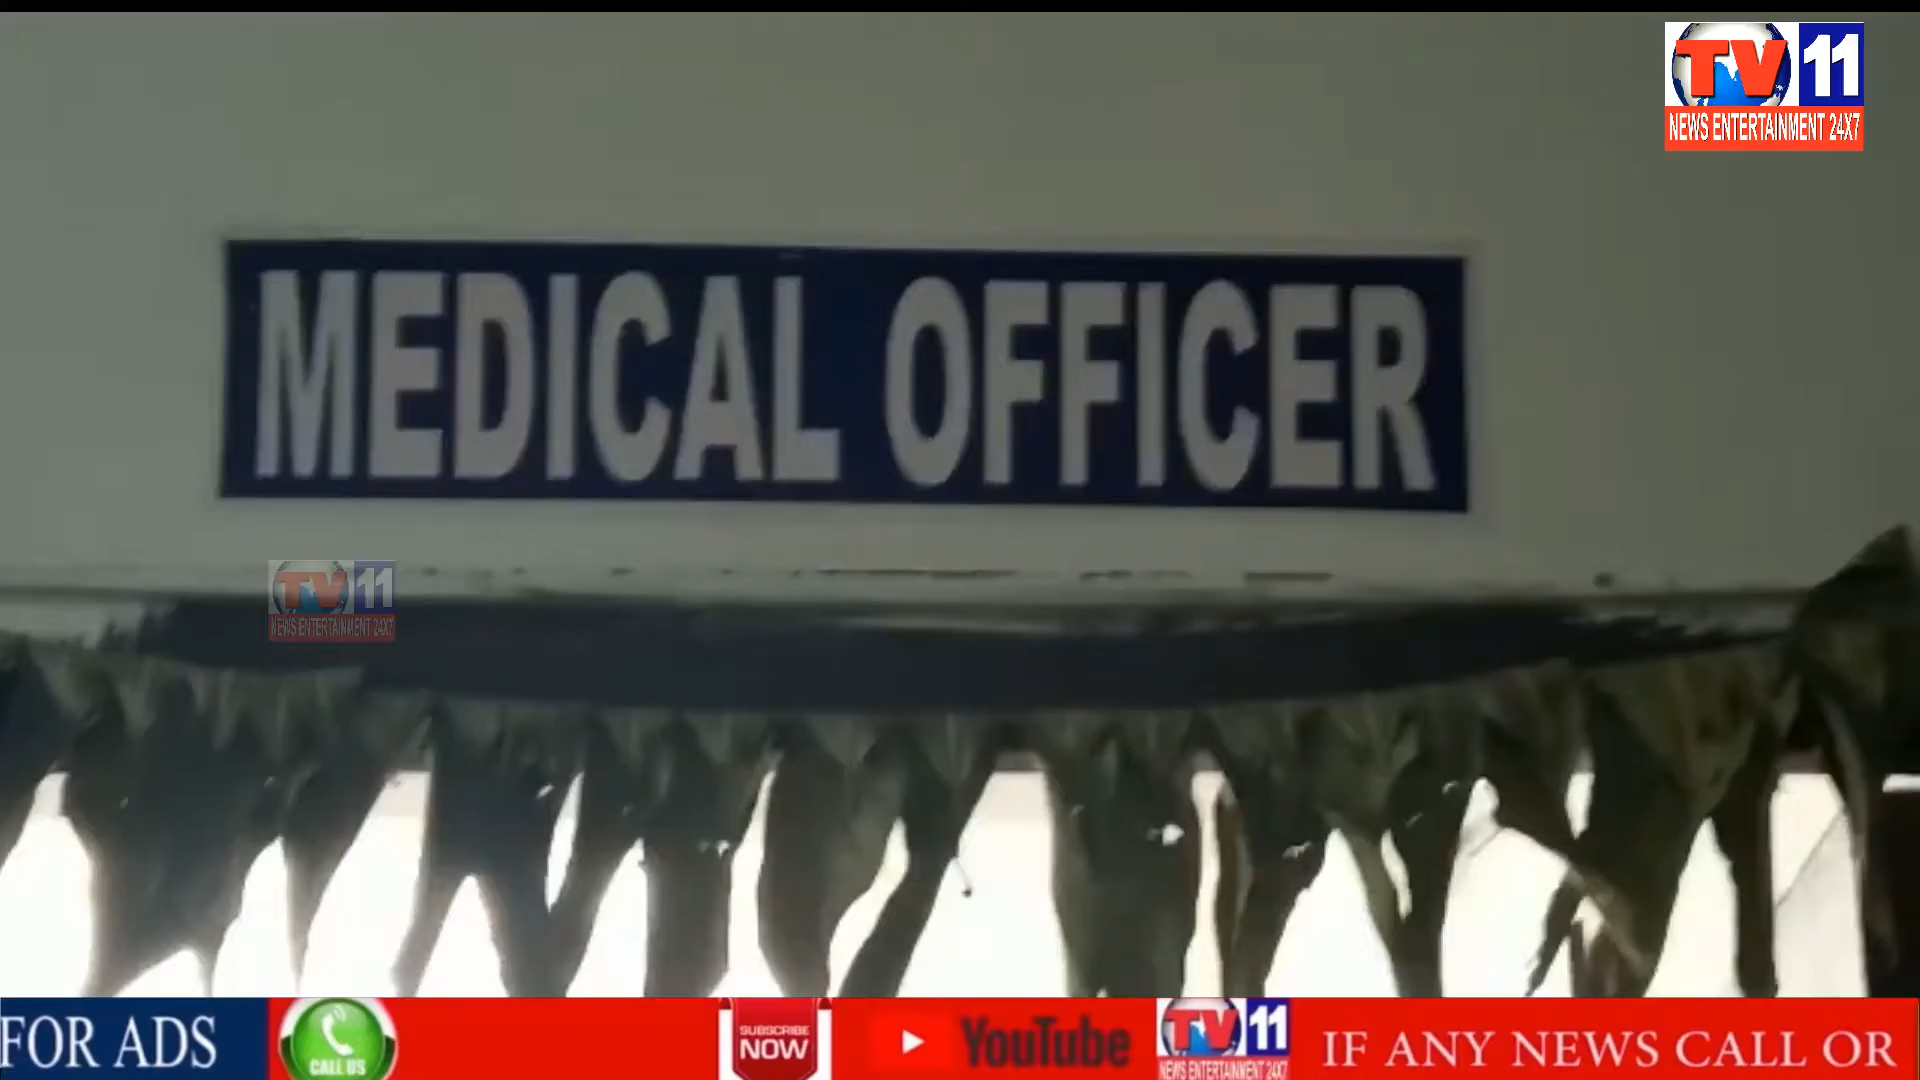 TV 11
NEWS ENTERTAINMENT 24X7
MEDICAL OFFICER
TV 11
NEWS ENTERTAINMENT 24X7
FOR ADS
CALL US
SUBSCRIBE
NOW
YouTube
TV 11
NEWS ENTERTAINMENT 24X7
IF ANY NEWS CALL OR